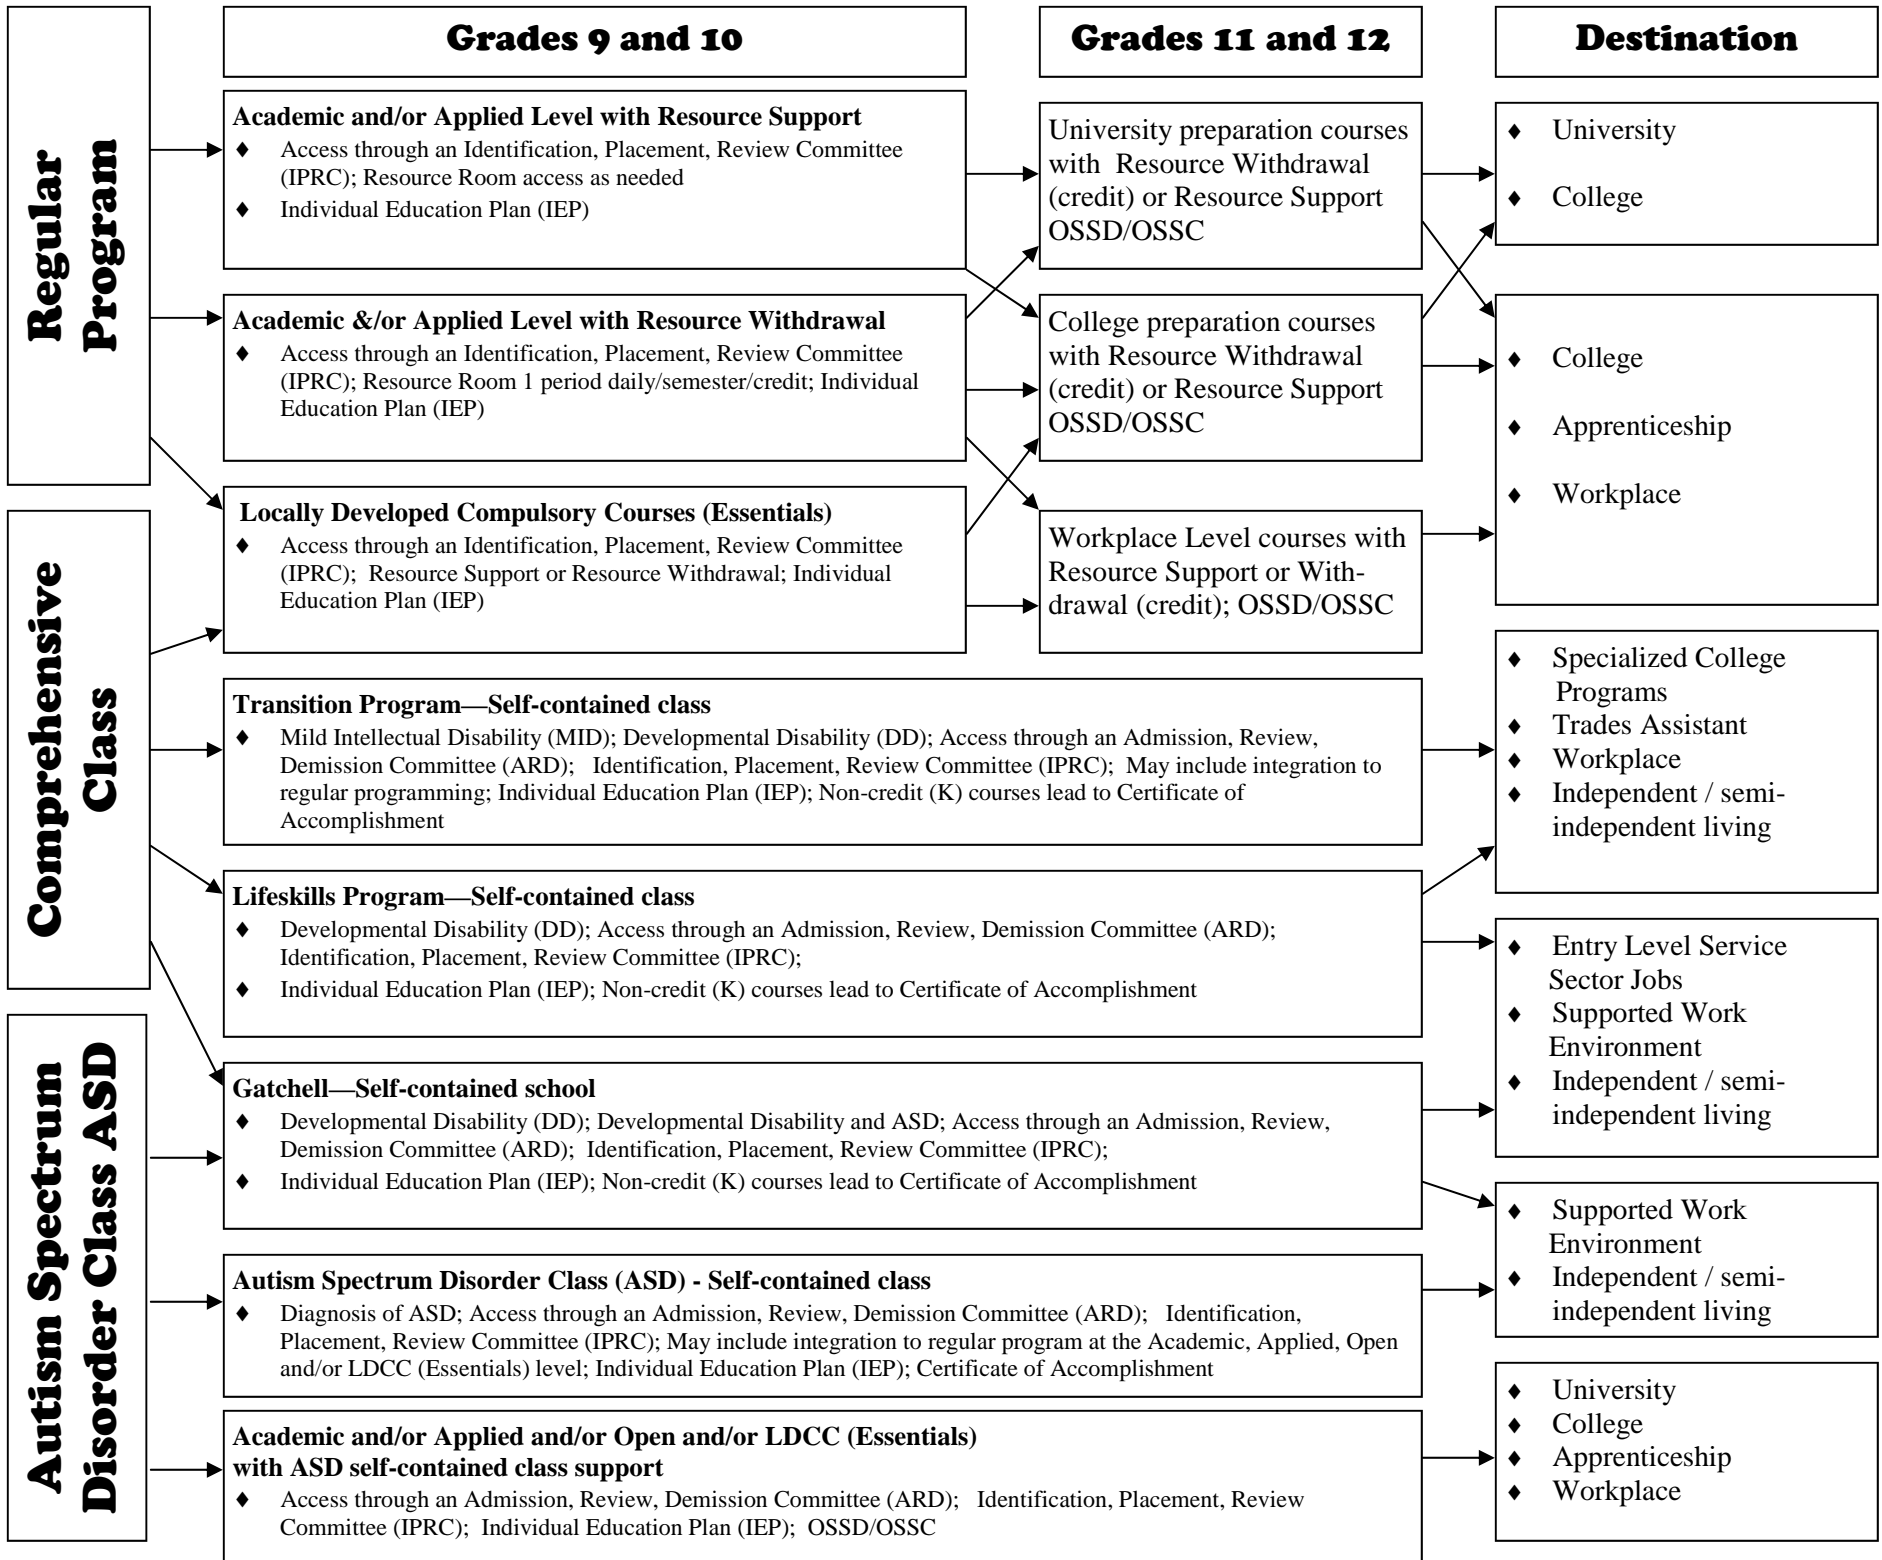 Grades 9 and 10
Grades 11 and 12
Destination
Regular
Program
Comprehensive
Class
Autism Spectrum
Disorder Class ASD
Academic and/or Applied Level with Resource Support
♦ Access through an Identification, Placement, Review Committee
(IPRC); Resource Room access as needed
♦ Individual Education Plan (IEP)
Academic &/or Applied Level with Resource Withdrawal
♦ Access through an Identification, Placement, Review Committee
(IPRC); Resource Room 1 period daily/semester/credit; Individual
Education Plan (IEP)
Locally Developed Compulsory Courses (Essentials)
♦ Access through an Identification, Placement, Review Committee
(IPRC); Resource Support or Resource Withdrawal; Individual
Education Plan (IEP)
University preparation courses
with Resource Withdrawal
(credit) or Resource Support
OSSD/OSSC
College preparation courses
with Resource Withdrawal
(credit) or Resource Support
OSSD/OSSC
Workplace Level courses with
Resource Support or With-
drawal (credit); OSSD/OSSC
Transition Program—Self-contained class
♦ Mild Intellectual Disability (MID); Developmental Disability (DD); Access through an Admission, Review,
Demission Committee (ARD); Identification, Placement, Review Committee (IPRC); May include integration to
regular programming; Individual Education Plan (IEP); Non-credit (K) courses lead to Certificate of
Accomplishment
Lifeskills Program—Self-contained class
♦ Developmental Disability (DD); Access through an Admission, Review, Demission Committee (ARD);
Identification, Placement, Review Committee (IPRC);
♦ Individual Education Plan (IEP); Non-credit (K) courses lead to Certificate of Accomplishment
Gatchell—Self-contained school
♦ Developmental Disability (DD); Developmental Disability and ASD; Access through an Admission, Review,
Demission Committee (ARD); Identification, Placement, Review Committee (IPRC);
♦ Individual Education Plan (IEP); Non-credit (K) courses lead to Certificate of Accomplishment
Autism Spectrum Disorder Class (ASD) - Self-contained class
♦ Diagnosis of ASD; Access through an Admission, Review, Demission Committee (ARD); Identification,
Placement, Review Committee (IPRC); May include integration to regular program at the Academic, Applied, Open
and/or LDCC (Essentials) level; Individual Education Plan (IEP); Certificate of Accomplishment
Academic and/or Applied and/or Open and/or LDCC (Essentials)
with ASD self-contained class support
♦ Access through an Admission, Review, Demission Committee (ARD); Identification, Placement, Review
Committee (IPRC); Individual Education Plan (IEP); OSSD/OSSC
♦ University
♦ College
♦ College
♦ Apprenticeship
♦ Workplace
♦ Specialized College
Programs
♦ Trades Assistant
♦ Workplace
♦ Independent / semi-
independent living
♦ Entry Level Service
Sector Jobs
♦ Supported Work
Environment
♦ Independent / semi-
independent living
♦ Supported Work
Environment
♦ Independent / semi-
independent living
♦ University
♦ College
♦ Apprenticeship
♦ Workplace